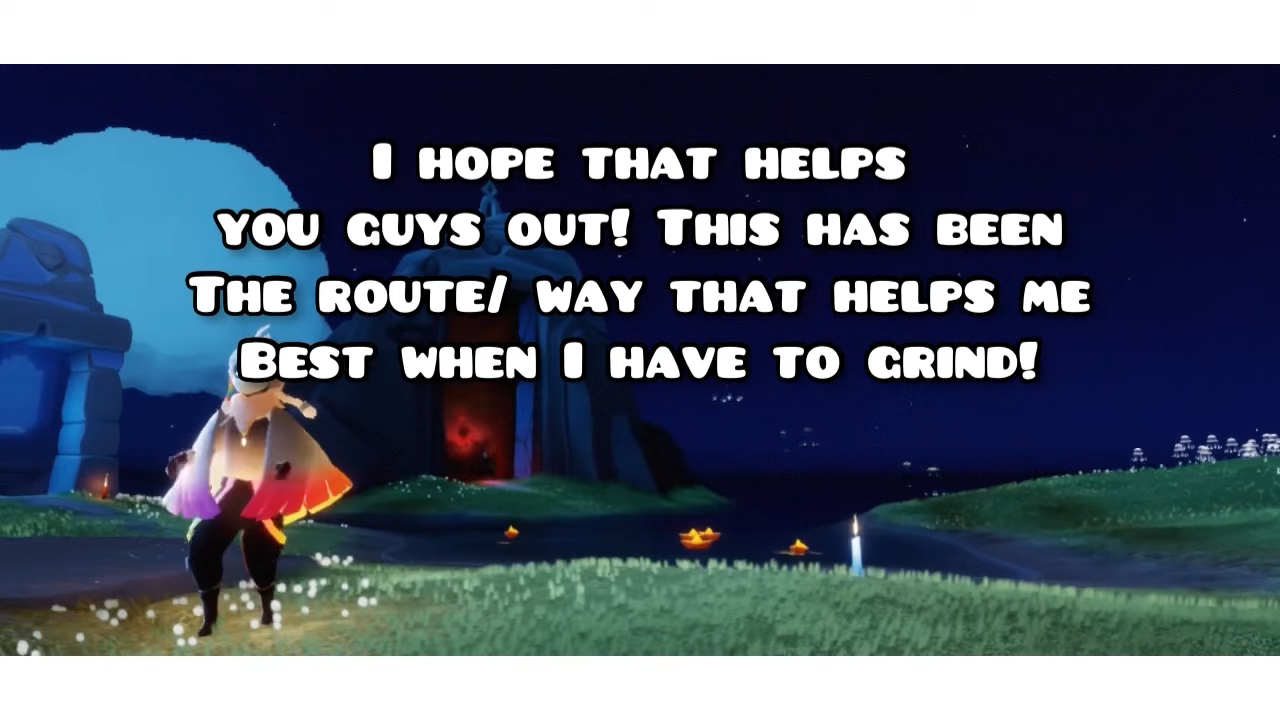 I hope that helps
you guys out! This has been
The route/ way that helps me
Best when I have to grind!